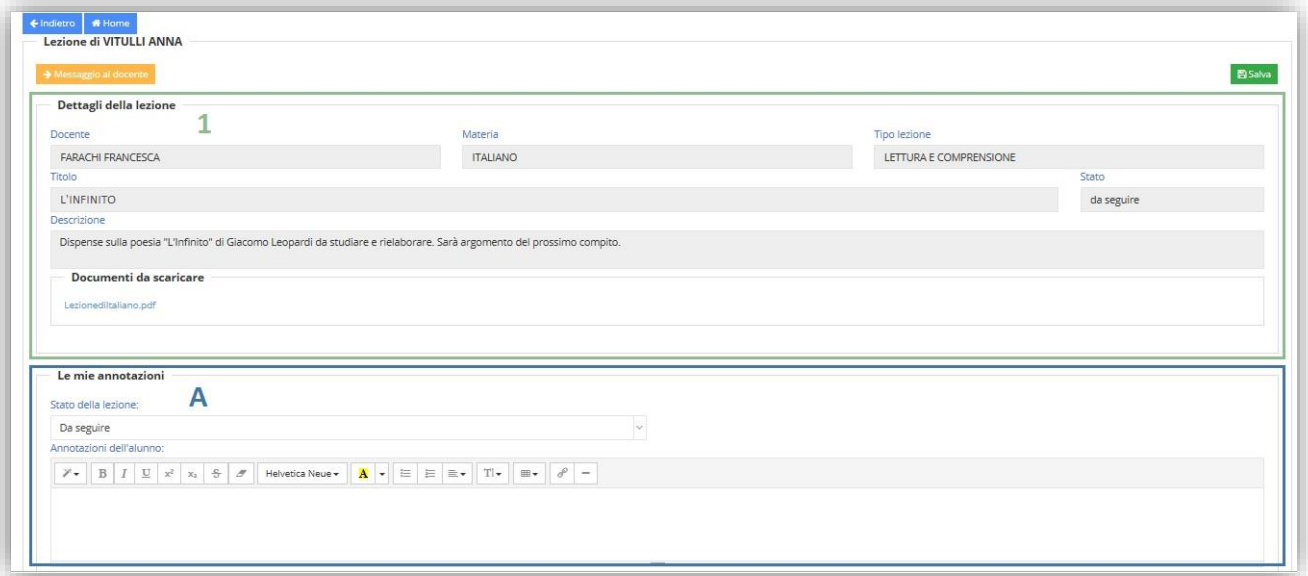 Indietro Home
Lezione di VITULLI ANNA
Messaggio al docente Salva
Dettagli della lezione
1
Docente Materia Tipo lezione
FARACHI FRANCESCA ITALIANO LETTURA E COMPRENSIONE
Titolo Stato
L'INFINITO da seguire
Descrizione
Dispense sulla poesia "L'Infinito" di Giacomo Leopardi da studiare e rielaborare. Sarà argomento del prossimo compito.
Documenti da scaricare
LezionediItaliano.pdf
Le mie annotazioni
A
Stato della lezione:
Da seguire
Annotazioni dell'alunno:
B I U x² x₂ S Helvetica Neue A TI